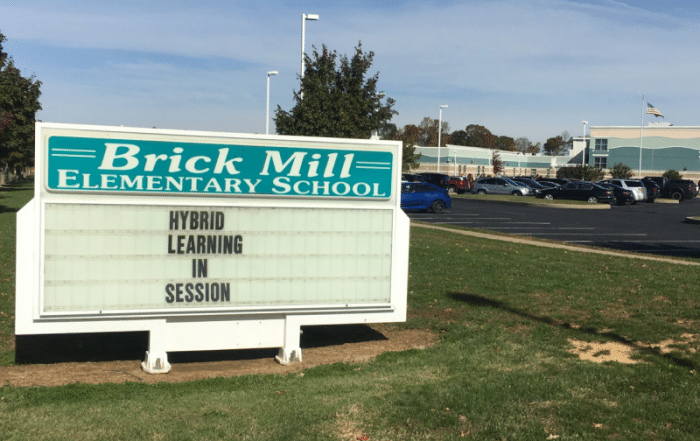 Brick Mill
ELEMENTARY SCHOOL
HYBRID
LEARNING
IN
SESSION